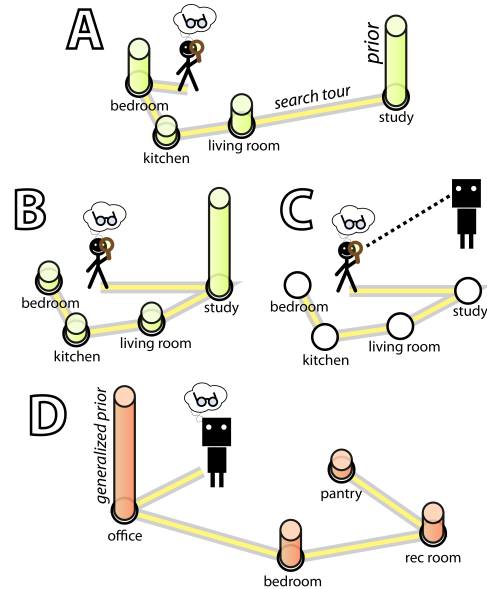 A
prior
bedroom
search tour
study
kitchen
living room
B
C
bedroom
study
kitchen
living room
bedroom
study
kitchen
living room
D
generalized prior
pantry
office
rec room
bedroom